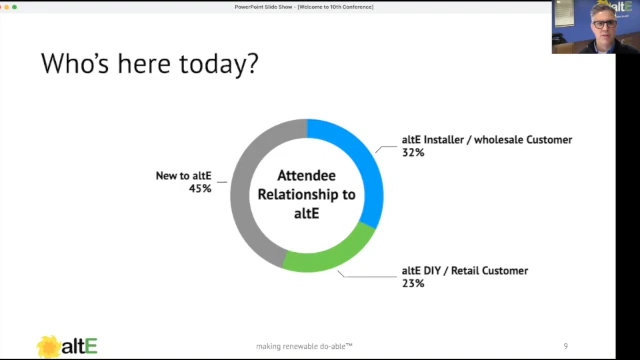 PowerPoint Slide Show - [Welcome to 10th Conference]
altE
Who's here today?
altE Installer / wholesale Customer
32%
New to altE
45%
Attendee
Relationship to
altE
altE DIY / Retail Customer
23%
altE
making renewable do-able™
9